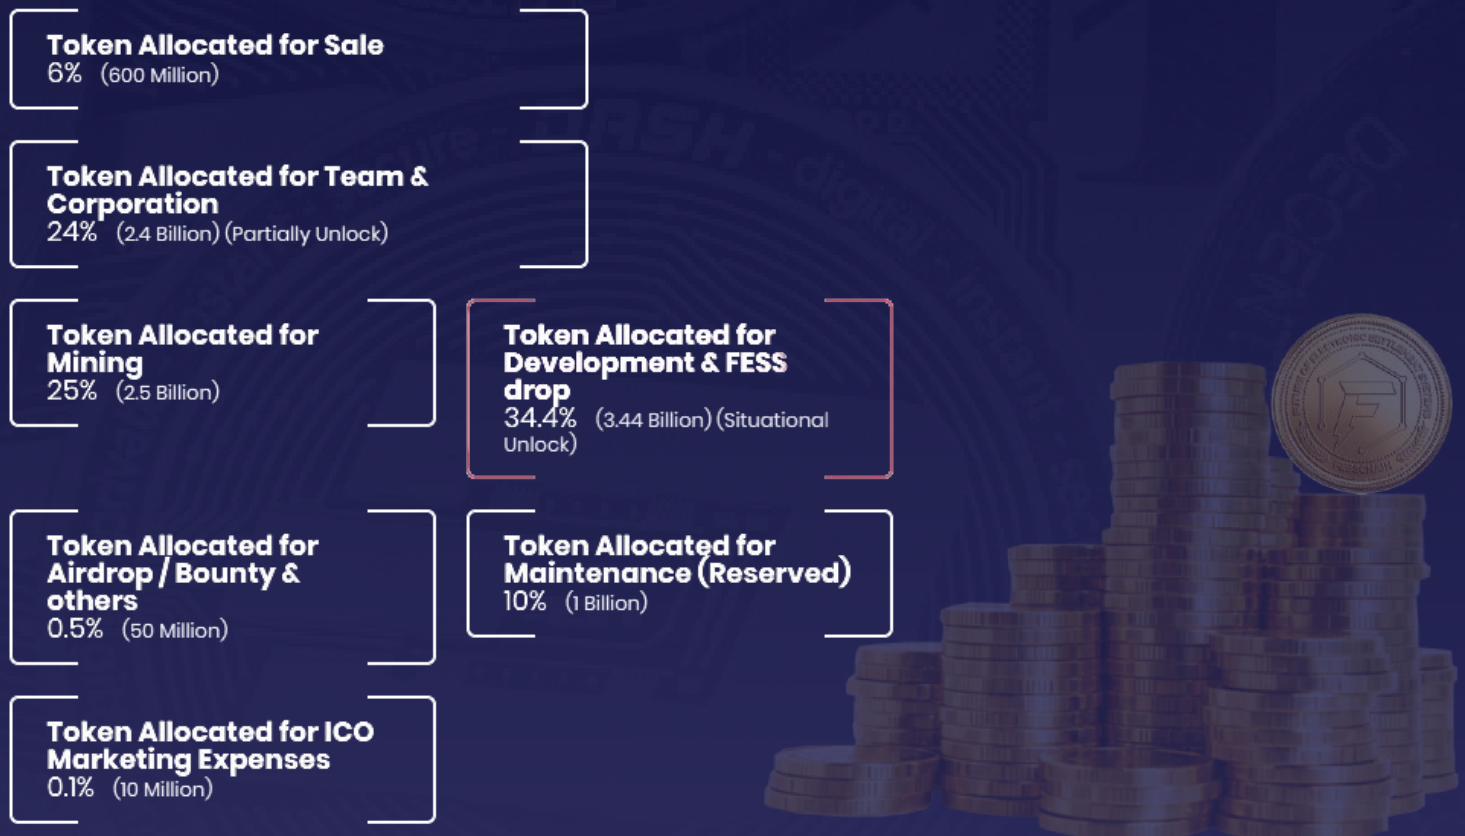 Token Allocated for Sale
6% (600 Million)
Token Allocated for Team &
Corporation
24% (2.4 Billion) (Partially Unlock)
Token Allocated for
Mining
25% (2.5 Billion)
Token Allocated for
Development & FESS
drop
34.4% (3.44 Billion) (Situational
Unlock)
Token Allocated for
Airdrop / Bounty &
others
0.5% (50 Million)
Token Allocated for
Maintenance (Reserved)
10% (1 Billion)
Token Allocated for ICO
Marketing Expenses
0.1% (10 Million)